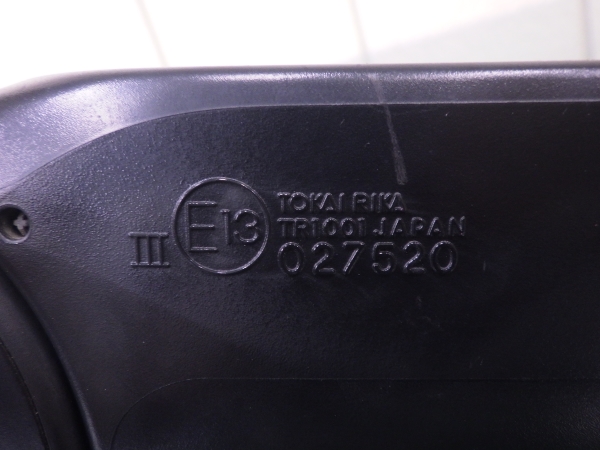 TOKAI RIKA
TR1001 JAPAN
III E13 027520